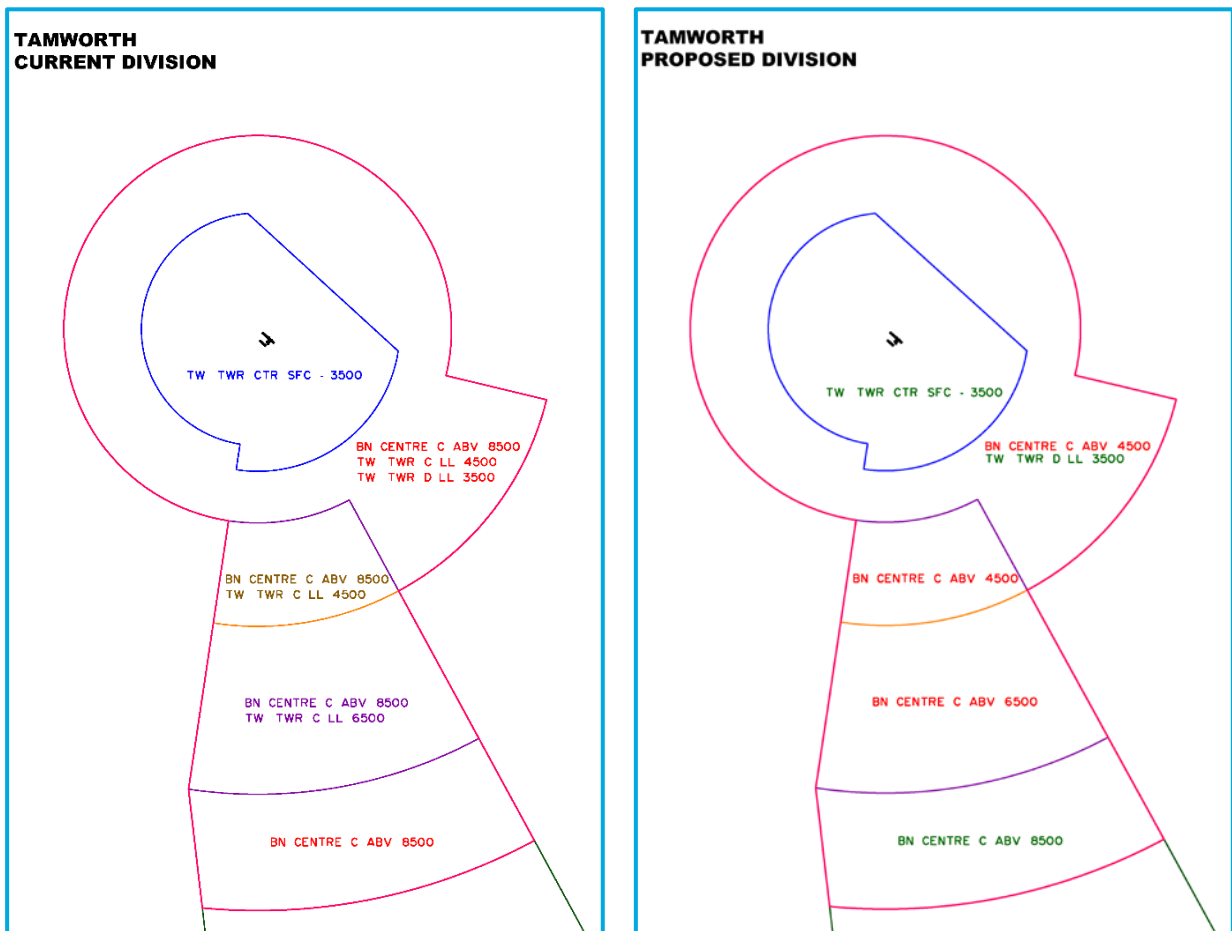 TAMWORTH
CURRENT DIVISION
TW TWR CTR SFC - 3500
BN CENTRE C ABV 8500
TW TWR C LL 4500
TW TWR D LL 3500
BN CENTRE C ABV 8500
TW TWR C LL 4500
BN CENTRE C ABV 8500
TW TWR C LL 6500
BN CENTRE C ABV 8500
TAMWORTH
PROPOSED DIVISION
TW TWR CTR SFC - 3500
BN CENTRE C ABV 4500
TW TWR D LL 3500
BN CENTRE C ABV 4500
BN CENTRE C ABV 6500
BN CENTRE C ABV 8500